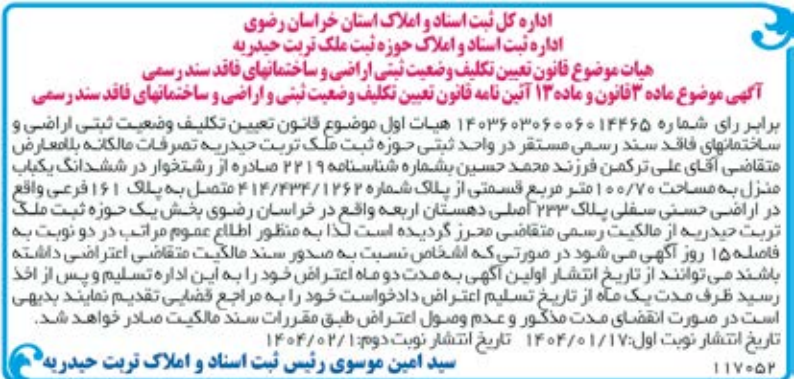 اداره کل ثبت اسناد و املاک استان خراسان رضوی
اداره ثبت اسناد و املاک حوزه ثبت ملک تربت حیدریه
هیات موضوع قانون تعیین تکلیف وضعیت ثبتی اراضی و ساختمانهای فاقد سند رسمی
آگهی موضوع ماده ۳ قانون و ماده ۱۳ آئین نامه قانون تعیین تکلیف وضعیت ثبتی و اراضی و ساختمانهای فاقد سند رسمی
برابر رای شماره ۱۴۰۳۶۰۳۰۶۰۰۶۰۱۴۴۶۵ هیات اول موضوع قانون تعیین تکلیف وضعیت ثبتی اراضی و
ساختمانهای فاقد سند رسمی مستقر در واحد ثبتی حوزه ثبت ملک تربت حیدریه تصرفات مالکانه بلامعارض
متقاضی آقای علی ترکمن فرزند محمد حسین بشماره شناسنامه ۲۲۱۹ صادره از رشتخوار در ششدانگ یکباب
منزل به مساحت ۱۰۰/۷۰ متر مربع قسمتی از پلاک شماره ۴۱۴/۴۳۴/۱۲۶۲ متصل به پلاک ۱۶۱ فرعی واقع
در اراضی حسنی سفلی پلاک ۲۳۳ اصلی دهستان اربعه واقع در خراسان رضوی بخش یک حوزه ثبت ملک
تربت حیدریه از مالکیت رسمی متقاضی محرز گردیده است لذا به منظور اطلاع عموم مراتب در دو نوبت به
فاصله ۱۵ روز آگهی می شود در صورتی که اشخاص نسبت به صدور سند مالکیت متقاضی اعتراضی داشته
باشند می توانند از تاریخ انتشار اولین آگهی به مدت دو ماه اعتراض خود را به این اداره تسلیم و پس از اخذ
رسید ظرف مدت یک ماه از تاریخ تسلیم اعتراض دادخواست خود را به مراجع قضایی تقدیم نمایند بدیهی
است در صورت انقضای مدت مذکور و عدم وصول اعتراض طبق مقررات سند مالکیت صادر خواهد شد.
تاریخ انتشار نوبت اول: ۱۴۰۴/۰۱/۱۷ تاریخ انتشار نوبت دوم: ۱۴۰۴/۰۲/۱
سید امین موسوی رئیس ثبت اسناد و املاک تربت حیدریه
۱۱۷۰۵۲